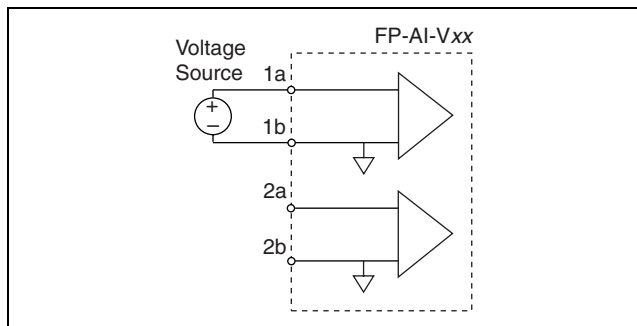 FP-AI-Vxx
Voltage
Source
1a
+
−
1b
2a
2b